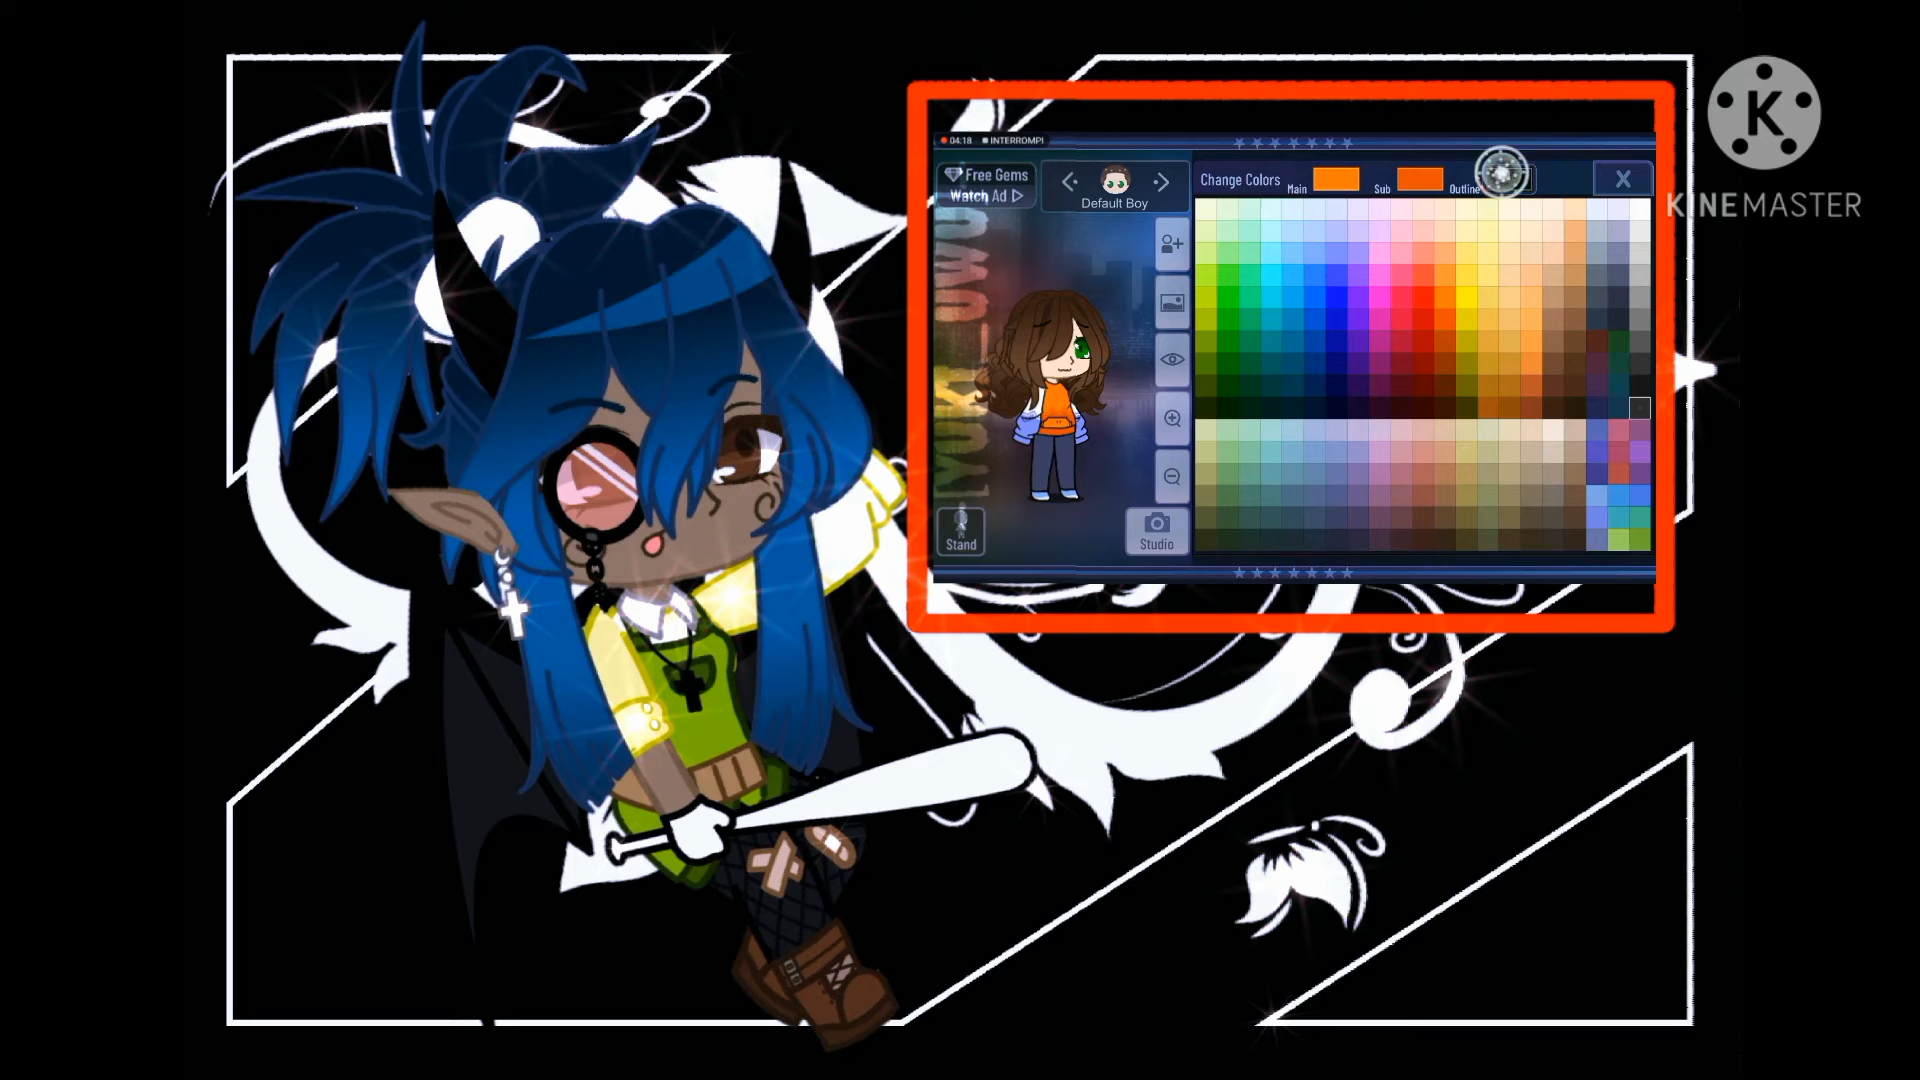 04:18 INTERROMPI
Free Gems
Watch Ad
Default Boy
Change Colors Main Sub Outline
X
Stand
Studio
K
KINEMASTER